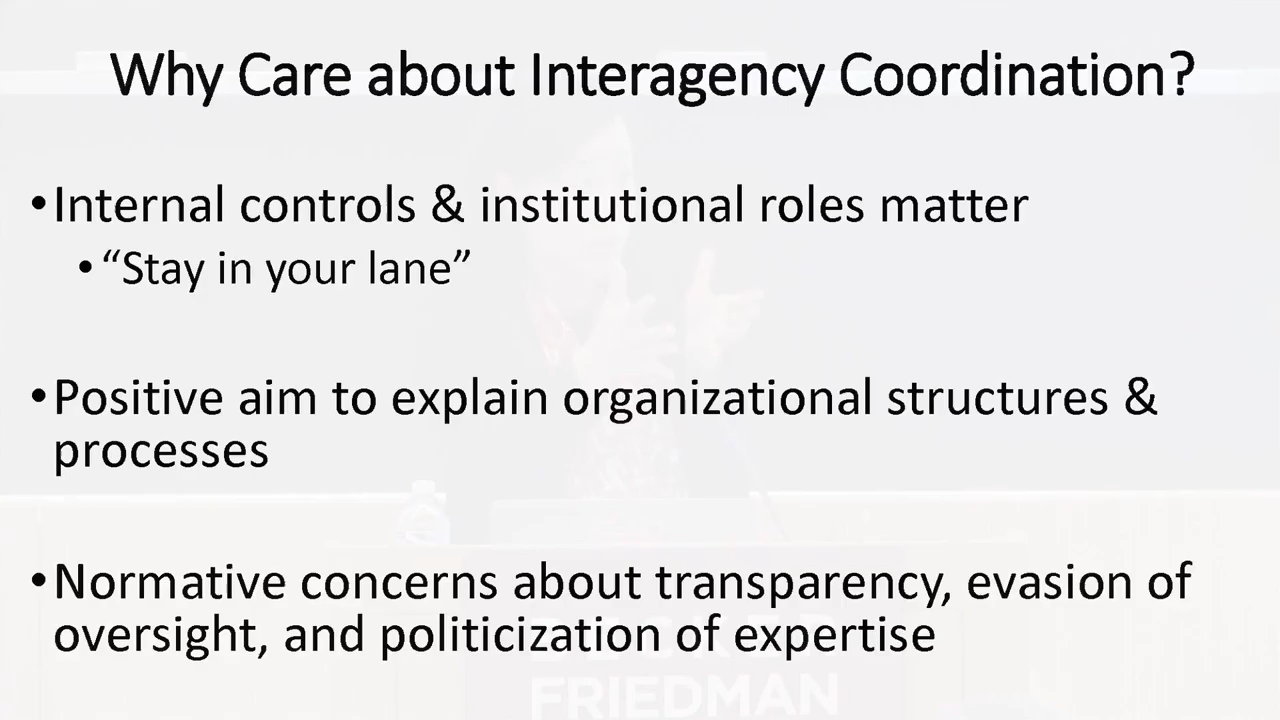 Why Care about Interagency Coordination?
•Internal controls & institutional roles matter
•“Stay in your lane”
•Positive aim to explain organizational structures &
processes
•Normative concerns about transparency, evasion of
oversight, and politicization of expertise
FRIEDMAN